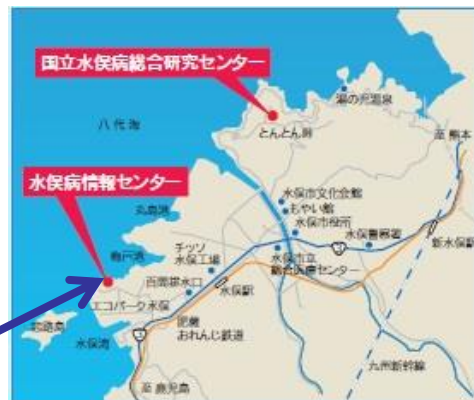 国立水俣病総合研究センター
湯の児温泉
八代海
とんとん峠
至 熊本
水俣病情報センター
水俣市文化会館
もやい館
水俣市役所
丸島港
水俣警察署
3
新水俣駅
梅戸港
チッソ
水俣工場
水俣市立
総合医療センター
百間排水口
水俣駅
エコパーク水俣
肥薩
おれんじ鉄道
水俣湾
3
九州新幹線
至 鹿児島